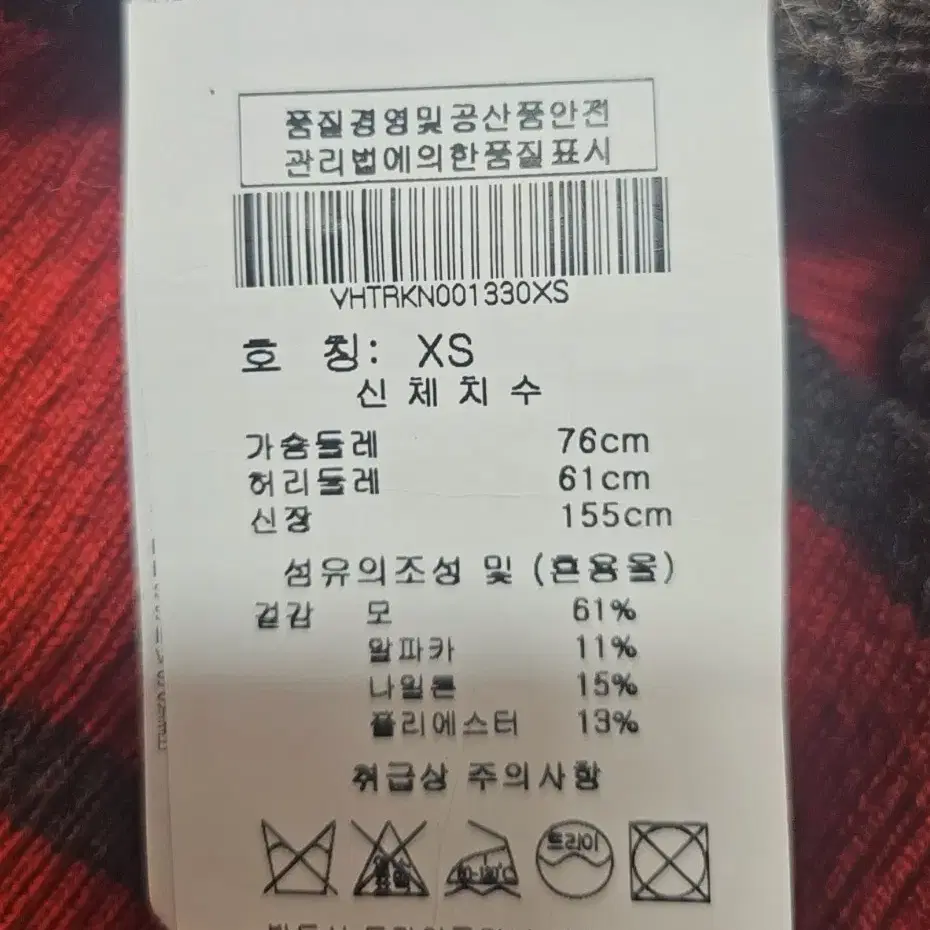 품질경영및공산품안전
관리법에의한품질표시
VHTRKN001330XS
호 칭: XS
신체치수
가슴둘레 76cm
허리둘레 61cm
신장 155cm
섬유의조성 및 (혼용율)
겉감 모 61%
알파카 11%
나일론 15%
폴리에스터 13%
취급상 주의사항
드라이